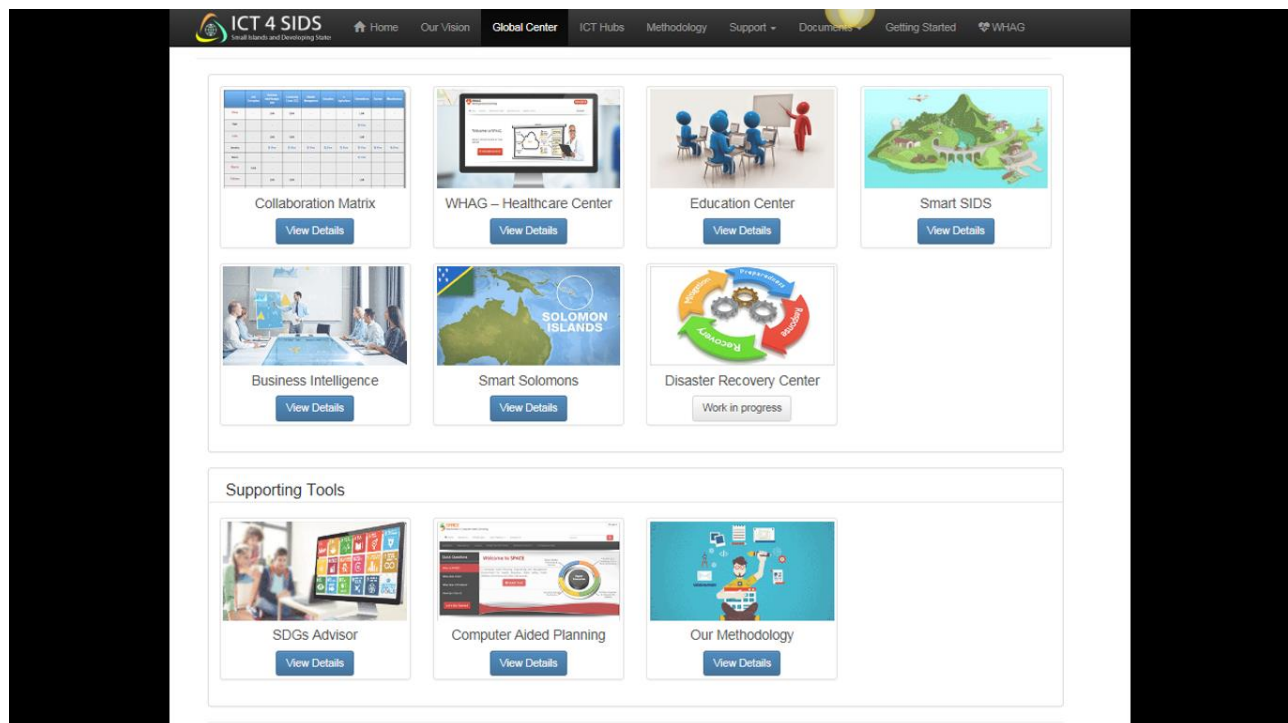 ICT 4 SIDS
Small Islands and Developing State
Home Our Vision Global Center ICT Hubs Methodology Support Documents Getting Started WHAG
Collaboration Matrix
View Details
WHAG – Healthcare Center
View Details
Education Center
View Details
Smart SIDS
View Details
SOLOMON
ISLANDS
Preparedness
Response
Recovery
Mitigation
Business Intelligence
View Details
Smart Solomons
View Details
Disaster Recovery Center
Work in progress
Supporting Tools
Welcome to SPACE
SDGs Advisor
View Details
Computer Aided Planning
View Details
Our Methodology
View Details